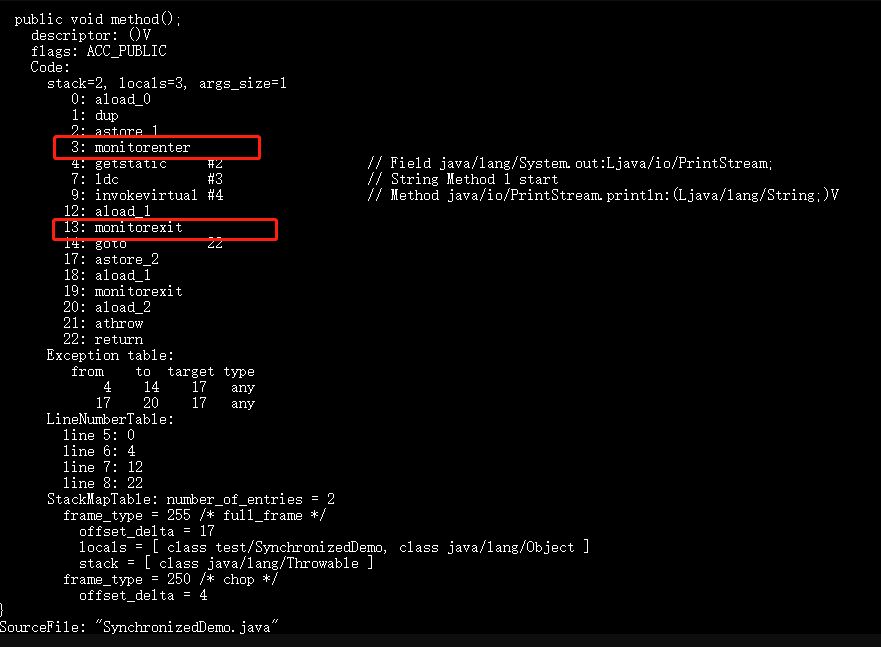 public void method();
descriptor: ()V
flags: ACC_PUBLIC
Code:
stack=2, locals=3, args_size=1
0: aload_0
1: dup
2: astore_1
3: monitorenter
4: getstatic #2 // Field java/lang/System.out:Ljava/io/PrintStream;
7: ldc #3 // String Method 1 start
9: invokevirtual #4 // Method java/io/PrintStream.println:(Ljava/lang/String;)V
12: aload_1
13: monitorexit
14: goto 22
17: astore_2
18: aload_1
19: monitorexit
20: aload_2
21: athrow
22: return
Exception table:
from to target type
4 14 17 any
17 20 17 any
LineNumberTable:
line 5: 0
line 6: 4
line 7: 12
line 8: 22
StackMapTable: number_of_entries = 2
frame_type = 255 /* full_frame */
offset_delta = 17
locals = [ class test/SynchronizedDemo, class java/lang/Object ]
stack = [ class java/lang/Throwable ]
frame_type = 250 /* chop */
offset_delta = 4
}
SourceFile: "SynchronizedDemo.java"